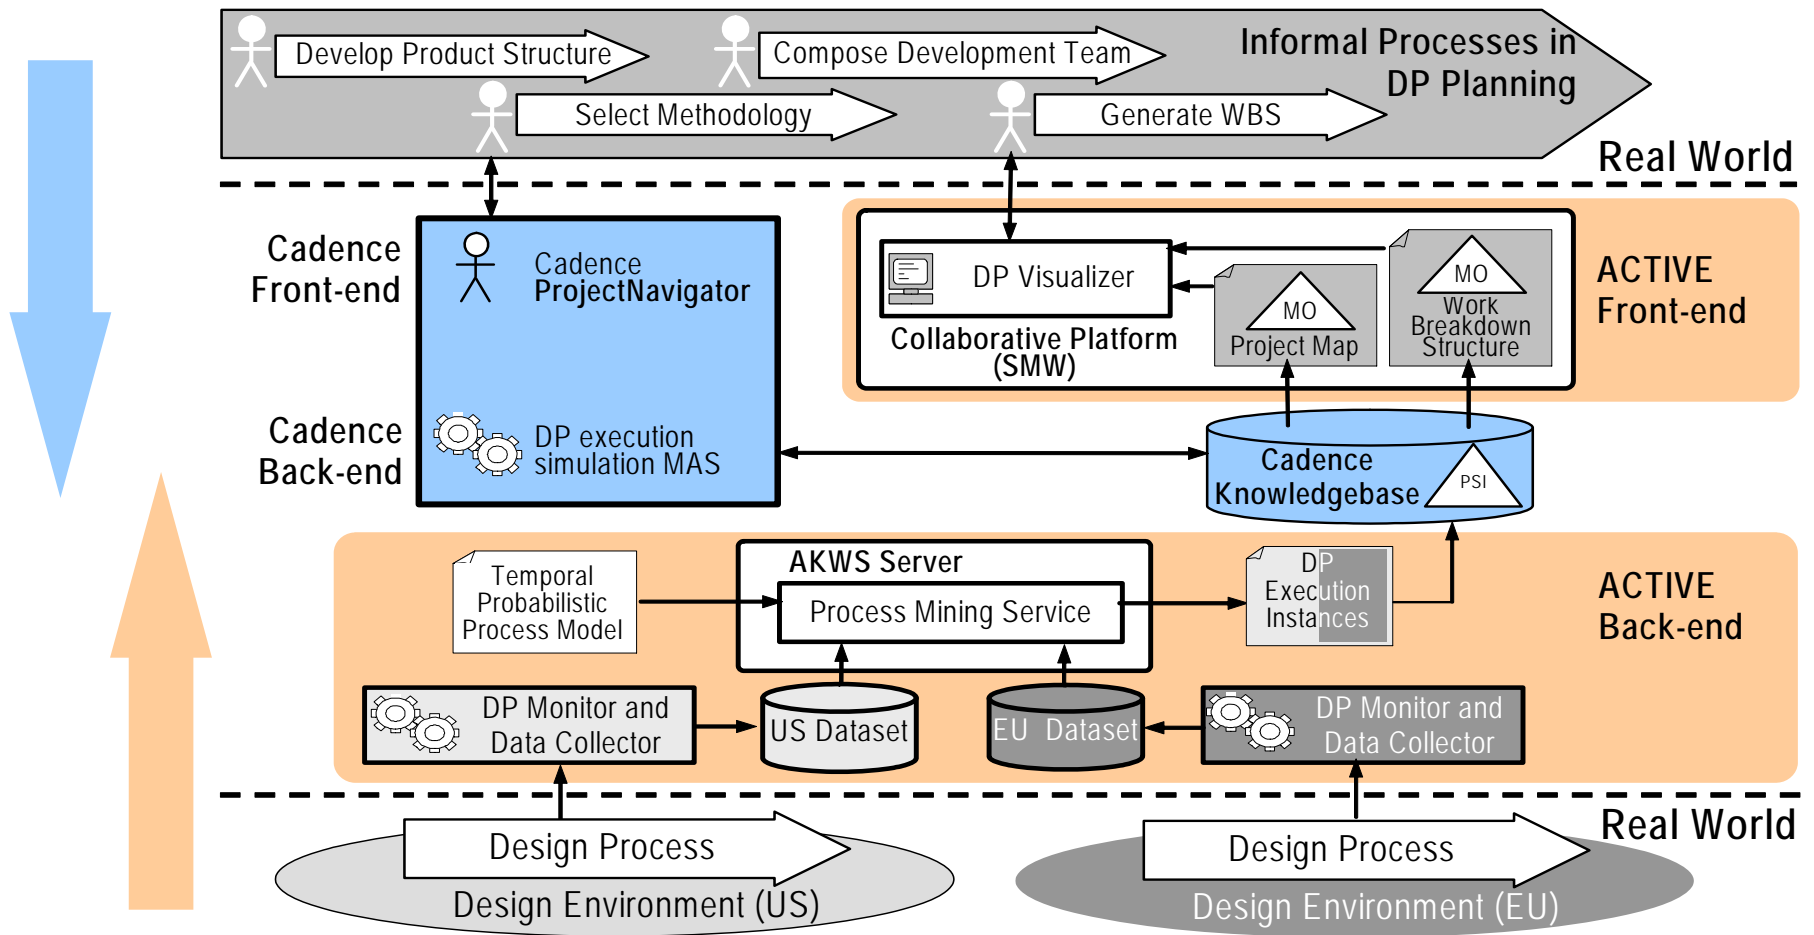 Develop Product Structure
Compose Development Team
Informal Processes in
DP Planning
Select Methodology
Generate WBS
Real World
Cadence
Front-end
Cadence
ProjectNavigator
DP Visualizer
Collaborative Platform
(SMW)
MO
Project Map
MO
Work
Breakdown
Structure
ACTIVE
Front-end
Cadence
Back-end
DP execution
simulation MAS
Cadence
Knowledgebase
PSI
Temporal
Probabilistic
Process Model
AKWS Server
Process Mining Service
DP
Execution
Instances
ACTIVE
Back-end
DP Monitor and
Data Collector
US Dataset
EU Dataset
DP Monitor and
Data Collector
Real World
Design Process
Design Environment (US)
Design Process
Design Environment (EU)